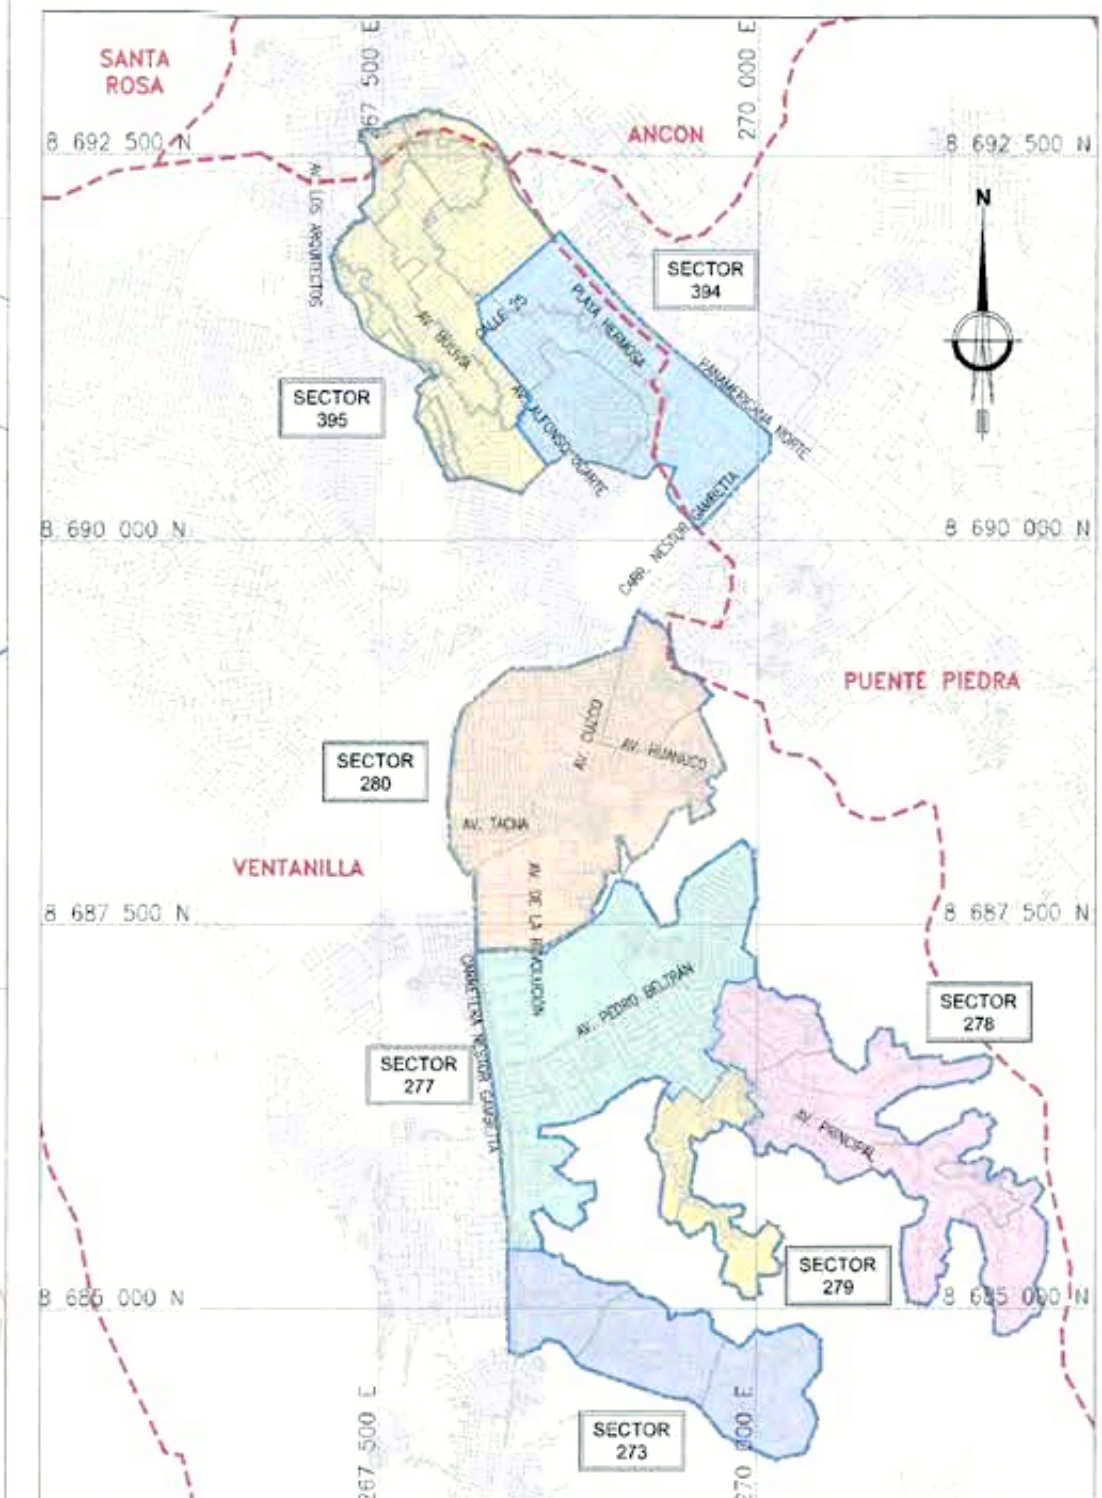 267 500 E
270 000 E
SANTA
ROSA
ANCON
8 692 500 N
8 692 500 N
AV. LOS ARQUITECTOS
N
SECTOR
394
CALLE 20
PLAYA HERMOSA
AV. BOLIVIA
PANAMERICANA NORTE
SECTOR
395
AV. ALFONSO UGARTE
CARR. NESTOR GAMBETTA
8 690 000 N
8 690 000 N
PUENTE PIEDRA
AV. CUZCO
AV. HUANUCO
SECTOR
280
AV. TACNA
VENTANILLA
AV. DE LA REVOLUCION
8 687 500 N
8 687 500 N
CARRETERA NESTOR GAMBETTA
AV. PEDRO BELTRÁN
SECTOR
278
SECTOR
277
AV. PRINCIPAL
SECTOR
279
8 685 000 N
8 685 000 N
267 500 E
270 000 E
SECTOR
273